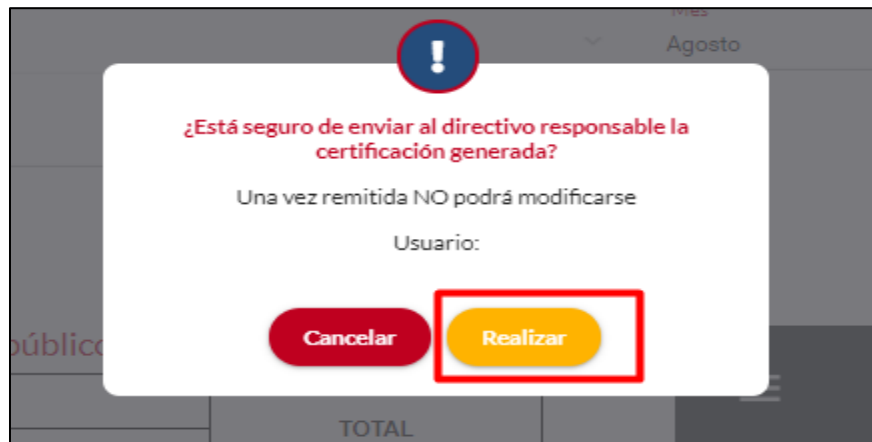 Mes
Agosto
!
¿Está seguro de enviar al directivo responsable la
certificación generada?
Una vez remitida NO podrá modificarse
Usuario:
Cancelar
Realizar
público
TOTAL